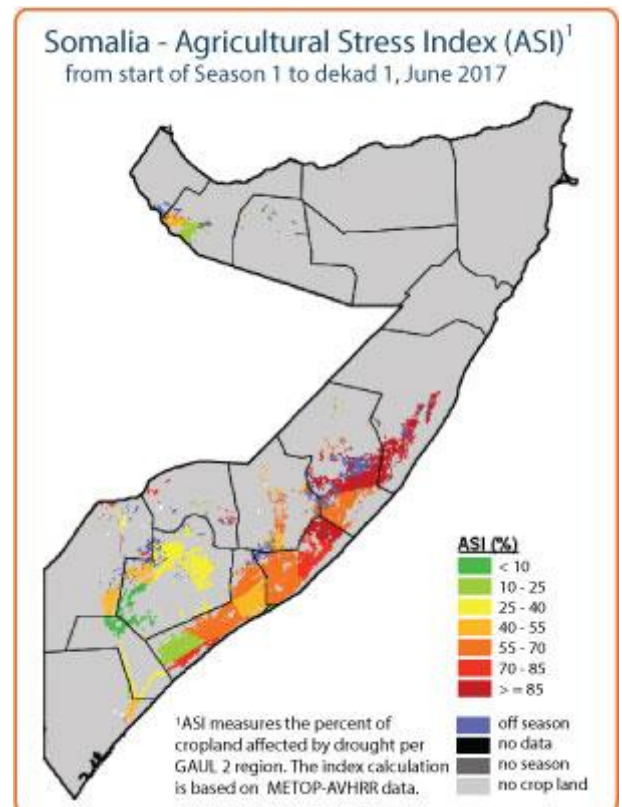 Somalia - Agricultural Stress Index (ASI)¹
from start of Season 1 to dekad 1, June 2017
ASI (%)
< 10
10 - 25
25 - 40
40 - 55
55 - 70
70 - 85
> = 85
off season
no data
no season
no crop land
¹ASI measures the percent of
cropland affected by drought per
GAUL 2 region. The index calculation
is based on METOP-AVHRR data.